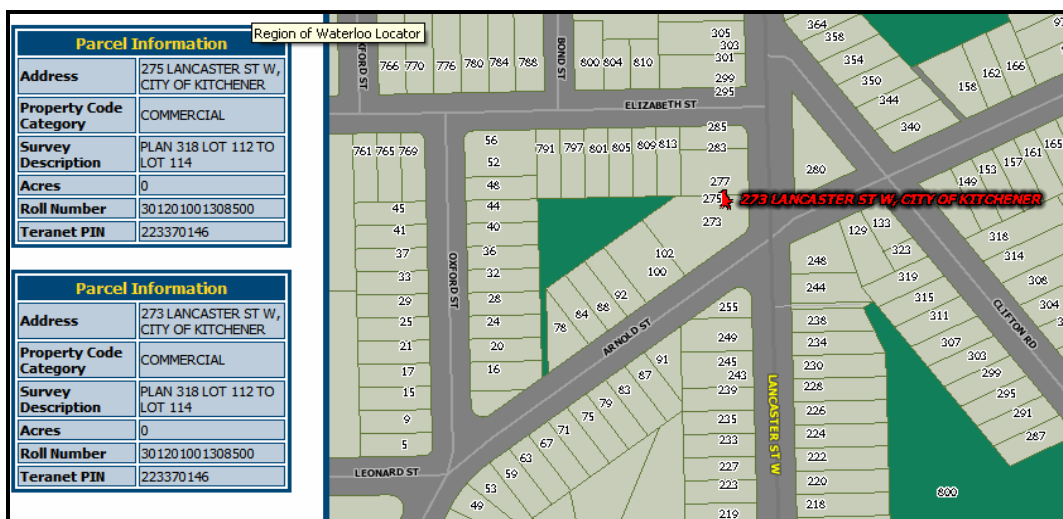 Region of Waterloo Locator
Parcel Information
Address
275 LANCASTER ST W,
CITY OF KITCHENER
Property Code
Category
COMMERCIAL
Survey
Description
PLAN 318 LOT 112 TO
LOT 114
Acres
0
Roll Number
301201001308500
Teranet PIN
223370146
Parcel Information
Address
273 LANCASTER ST W,
CITY OF KITCHENER
Property Code
Category
COMMERCIAL
Survey
Description
PLAN 318 LOT 112 TO
LOT 114
Acres
0
Roll Number
301201001308500
Teranet PIN
223370146
766 770 776 780 784 788
BOND ST
800 804 810
305
303
301
299
295
364
358
354
350
344
340
158 162 166
ELIZABETH ST
761 765 769
56
52
48
44
40
36
32
28
24
20
16
791 797 801 805 809 813
285
283
277
275
273
273 LANCASTER ST W, CITY OF KITCHENER
280
149 153 157 161 165
45
41
37
33
29
25
21
17
15
9
5
OXFORD ST
LEONARD ST
102
100
92
88
84
78
ARNOLD ST
91
87
83
79
75
71
67
63
59
53
49
255
249
245
243
239
235
233
227
223
219
LANCASTER ST W
248
244
238
234
230
228
226
224
222
220
218
129 133
323
319
315
311
307
303
299
295
291
287
CLIFTON RD
318
314
308
304
800